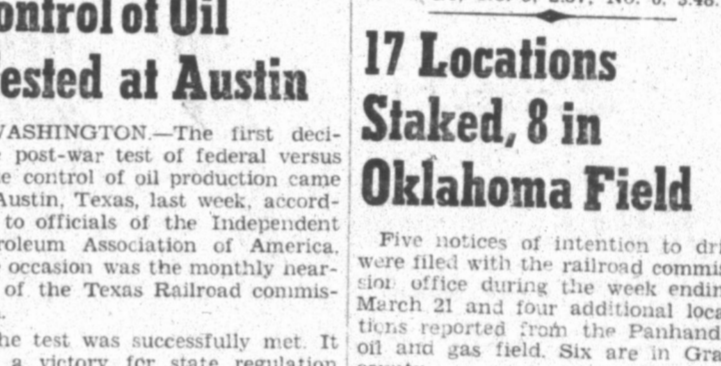 ontrol of Oil
ested at Austin
WASHINGTON.—The first deci-
post-war test of federal versus
e control of oil production came
Austin, Texas, last week, accord-
to officials of the Independent
roleum Association of America.
occasion was the monthly hear-
of the Texas Railroad commis-
he test was successfully met. It
a victory for state regulation
17 Locations
Staked, 8 in
Oklahoma Field
Five notices of intention to dri
were filed with the railroad commi
sion office during the week endin
March 21 and four additional loca
tions reported from the Panhand
oil and gas field. Six are in Gra